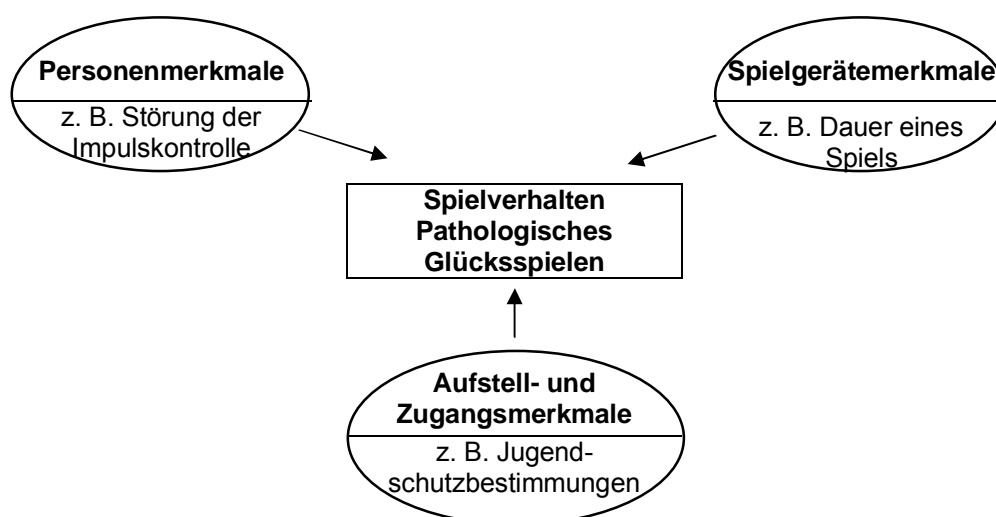 Personenmerkmale
z. B. Störung der
Impulskontrolle
Spielgerätemerkmale
z. B. Dauer eines
Spiels
Spielverhalten
Pathologisches
Glücksspielen
Aufstell- und
Zugangsmerkmale
z. B. Jugend-
schutzbestimmungen